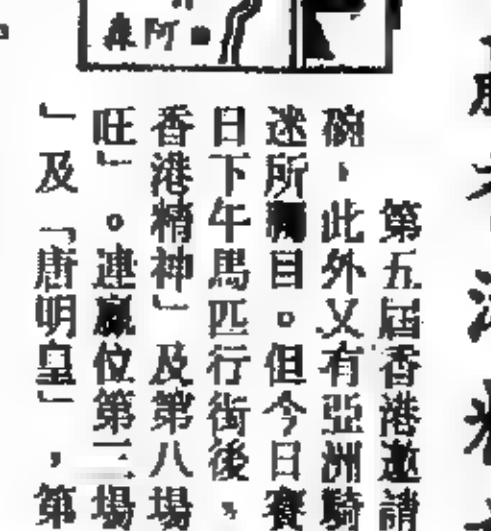 森阿
第五屆香港邀請
碗、此外又有亞洲騎
迷所矚目。但今日賽
日下午馬匹行街後，
香港精神」及第八場
旺」。連贏位第三場
」及「唐明皇」，第